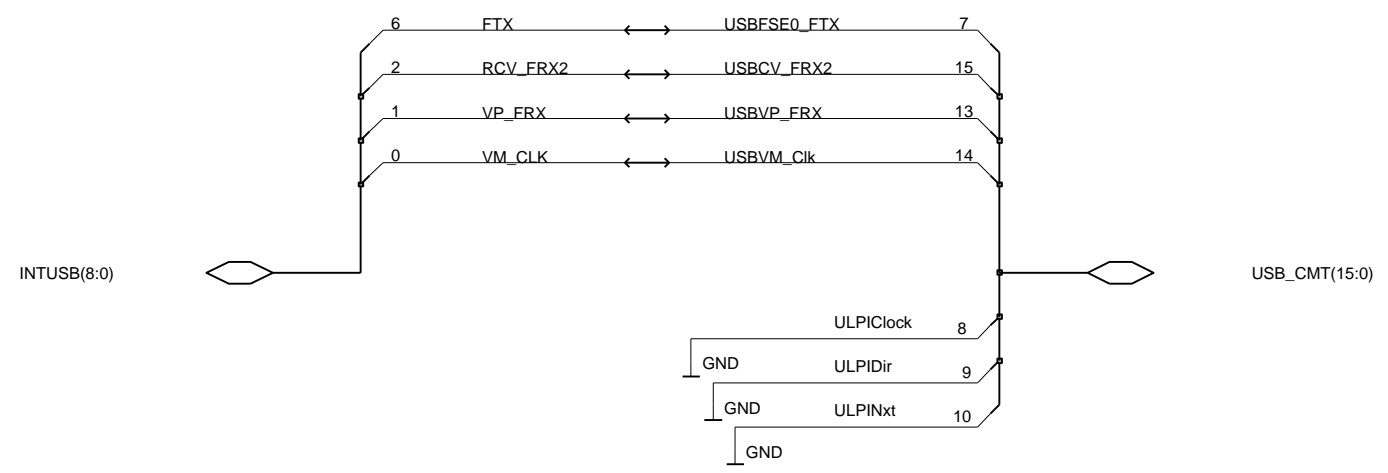 6 FTX USBFSE0_FTX 7
2 RCV_FRX2 USBCV_FRX2 15
1 VP_FRX USBVP_FRX 13
0 VM_CLK USBVM_Clk 14
INTUSB(8:0) USB_CMT(15:0)
ULPIClock 8
GND ULPIDir 9
GND ULPINxt 10
GND